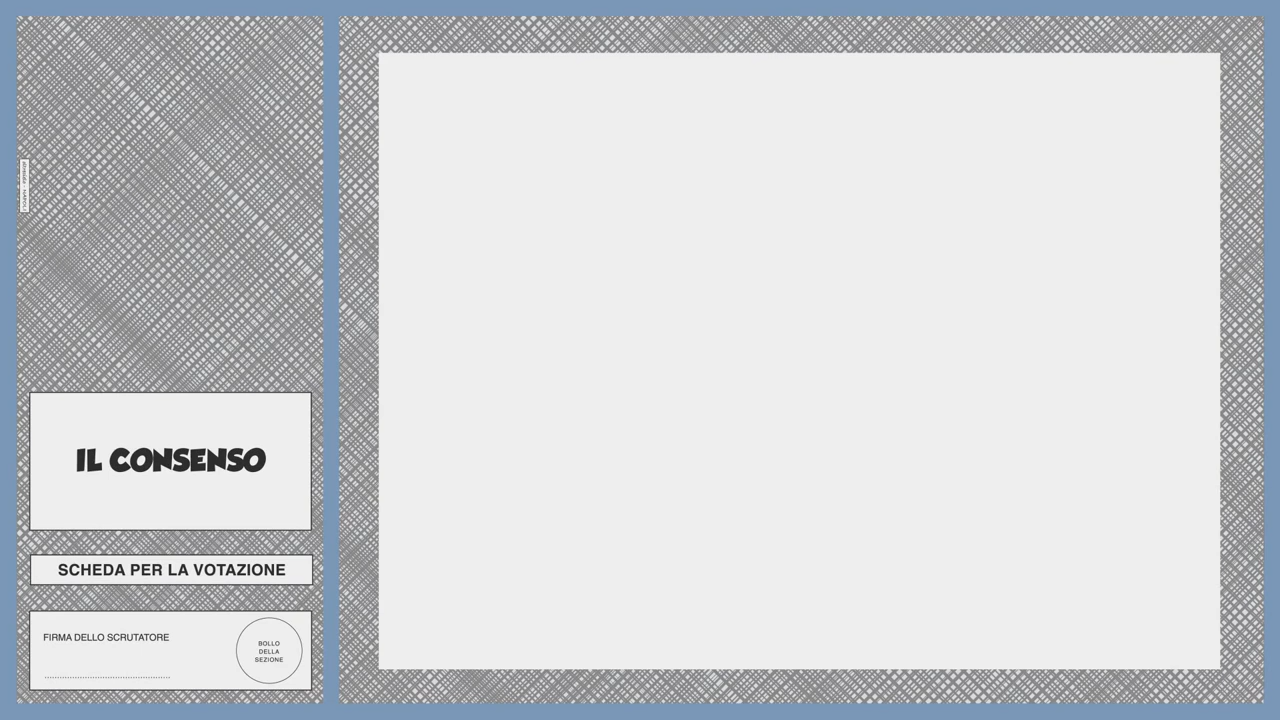 IL CONSENSO
SCHEDA PER LA VOTAZIONE
FIRMA DELLO SCRUTATORE
BOLLO
DELLA
SEZIONE